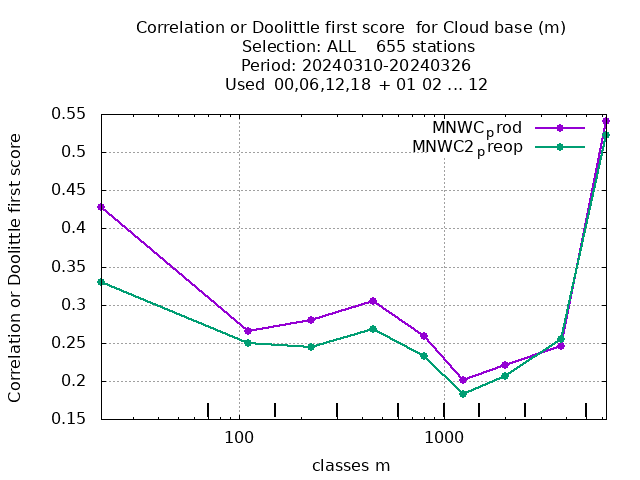 Correlation or Doolittle first score  for Cloud base (m)
Selection: ALL    655 stations
Period: 20240310-20240326
Used  00,06,12,18 + 01 02 ... 12
MNWCprod
MNWC2preop
Correlation or Doolittle first score
0.55
0.5
0.45
0.4
0.35
0.3
0.25
0.2
0.15
100 1000
classes m